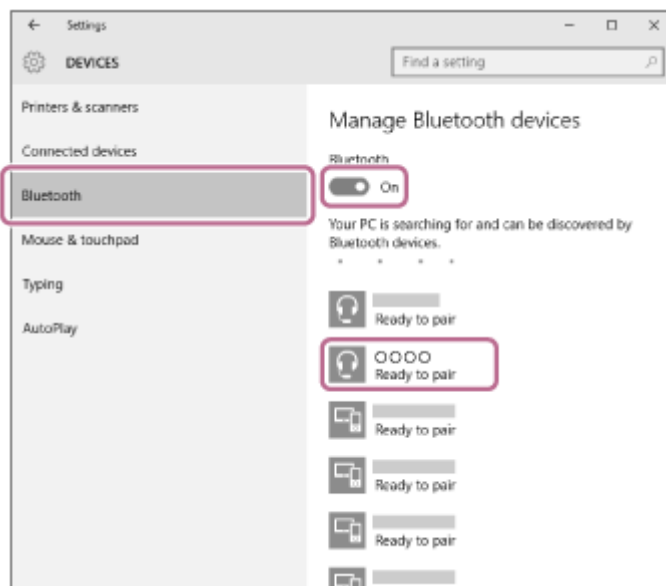 Settings
DEVICES
Find a setting
Printers & scanners
Connected devices
Bluetooth
Mouse & touchpad
Typing
AutoPlay
Manage Bluetooth devices
Bluetooth
On
Your PC is searching for and can be discovered by
Bluetooth devices.
Ready to pair
OOOO
Ready to pair
Ready to pair
Ready to pair
Ready to pair